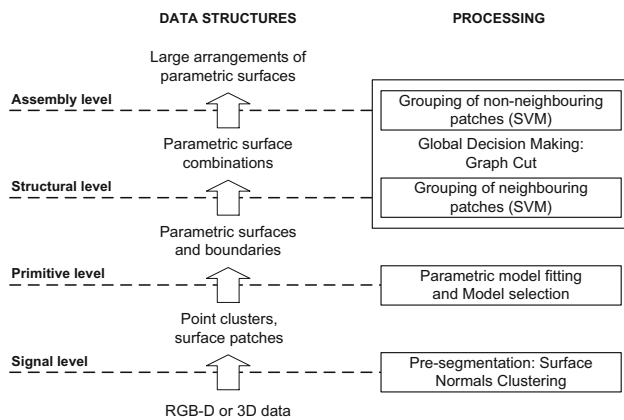 DATA STRUCTURES
PROCESSING
Large arrangements of
parametric surfaces
Assembly level
Grouping of non-neighbouring
patches (SVM)
Parametric surface
combinations
Global Decision Making:
Graph Cut
Structural level
Grouping of neighbouring
patches (SVM)
Parametric surfaces
and boundaries
Primitive level
Parametric model fitting
and Model selection
Point clusters,
surface patches
Signal level
Pre-segmentation: Surface
Normals Clustering
RGB-D or 3D data